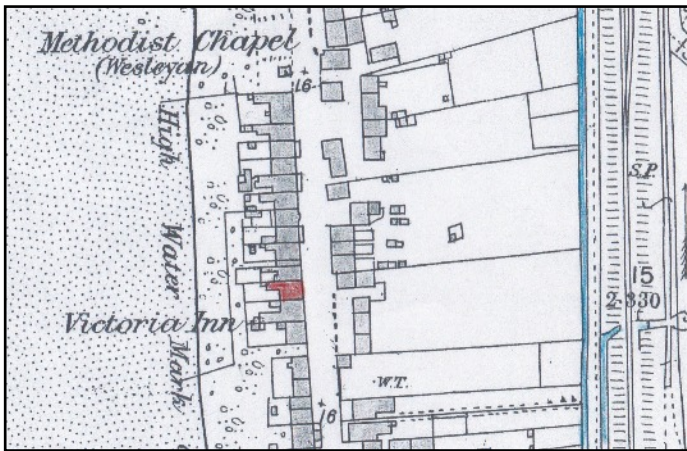 Methodist Chapel
(Wesleyan)
16
High
Water
Mark
S.P.
15
2·330
Victoria Inn
W.T.
16